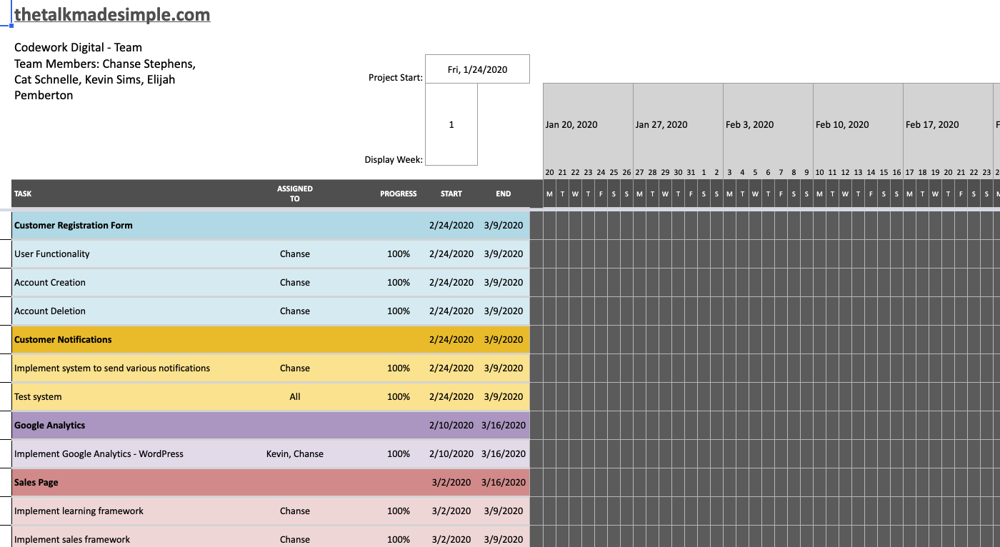 thetalkmadesimple.com
Codework Digital - Team
Team Members: Chanse Stephens,
Cat Schnelle, Kevin Sims, Elijah
Pemberton
Project Start: Fri, 1/24/2020
Display Week: 1
Jan 20, 2020 Jan 27, 2020 Feb 3, 2020 Feb 10, 2020 Feb 17, 2020 F
20 21 22 23 24 25 26 27 28 29 30 31 1 2 3 4 5 6 7 8 9 10 11 12 13 14 15 16 17 18 19 20 21 22 23 2
TASK ASSIGNED TO PROGRESS START END M T W T F S S M T W T F S S M T W T F S S M T W T F S S M T W T F S S M
Customer Registration Form 2/24/2020 3/9/2020
User Functionality Chanse 100% 2/24/2020 3/9/2020
Account Creation Chanse 100% 2/24/2020 3/9/2020
Account Deletion Chanse 100% 2/24/2020 3/9/2020
Customer Notifications 2/24/2020 3/9/2020
Implement system to send various notifications Chanse 100% 2/24/2020 3/9/2020
Test system All 100% 2/24/2020 3/9/2020
Google Analytics 2/10/2020 3/16/2020
Implement Google Analytics - WordPress Kevin, Chanse 100% 2/10/2020 3/16/2020
Sales Page 3/2/2020 3/16/2020
Implement learning framework Chanse 100% 3/2/2020 3/9/2020
Implement sales framework Chanse 100% 3/2/2020 3/9/2020